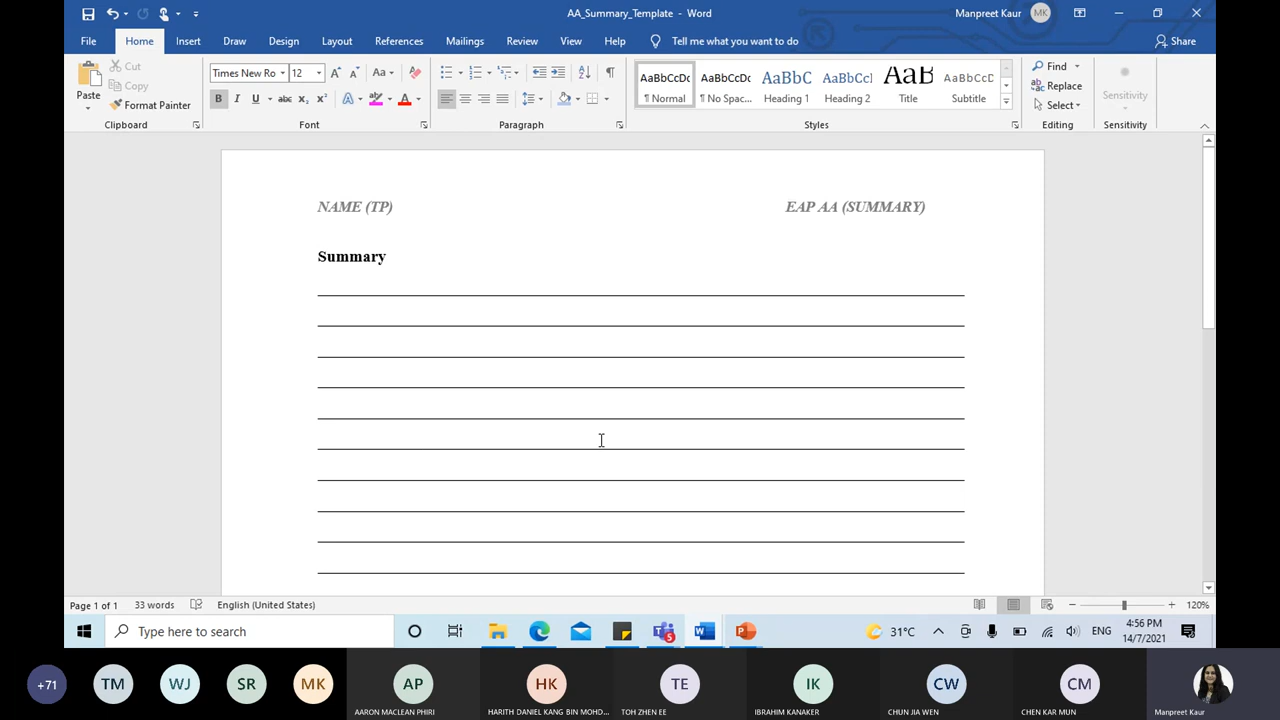 AA_Summary_Template - Word
Manpreet Kaur MK
File Home Insert Draw Design Layout References Mailings Review View Help Tell me what you want to do Share
Paste
Cut
Copy
Format Painter
Clipboard
Times New Ro 12
Aa
B I U abc x₂ x²
Font
Paragraph
AaBbCcDc AaBbCcDc AaBbC AaBbCcI AaB AaBbCcD
¶ Normal ¶ No Spac... Heading 1 Heading 2 Title Subtitle
Styles
Find
Replace
Select
Editing
Sensitivity
Sensitivity
NAME (TP) EAP AA (SUMMARY)
Summary
Page 1 of 1 33 words English (United States) 120%
Type here to search
5
31°C
ENG
4:56 PM
14/7/2021
+71 TM WJ SR MK AP HK TE IK CW CM
AARON MACLEAN PHIRI HARITH DANIEL KANG BIN MOHD... TOH ZHEN EE IBRAHIM KANAKER CHUN JIA WEN CHEN KAR MUN Manpreet Kaur